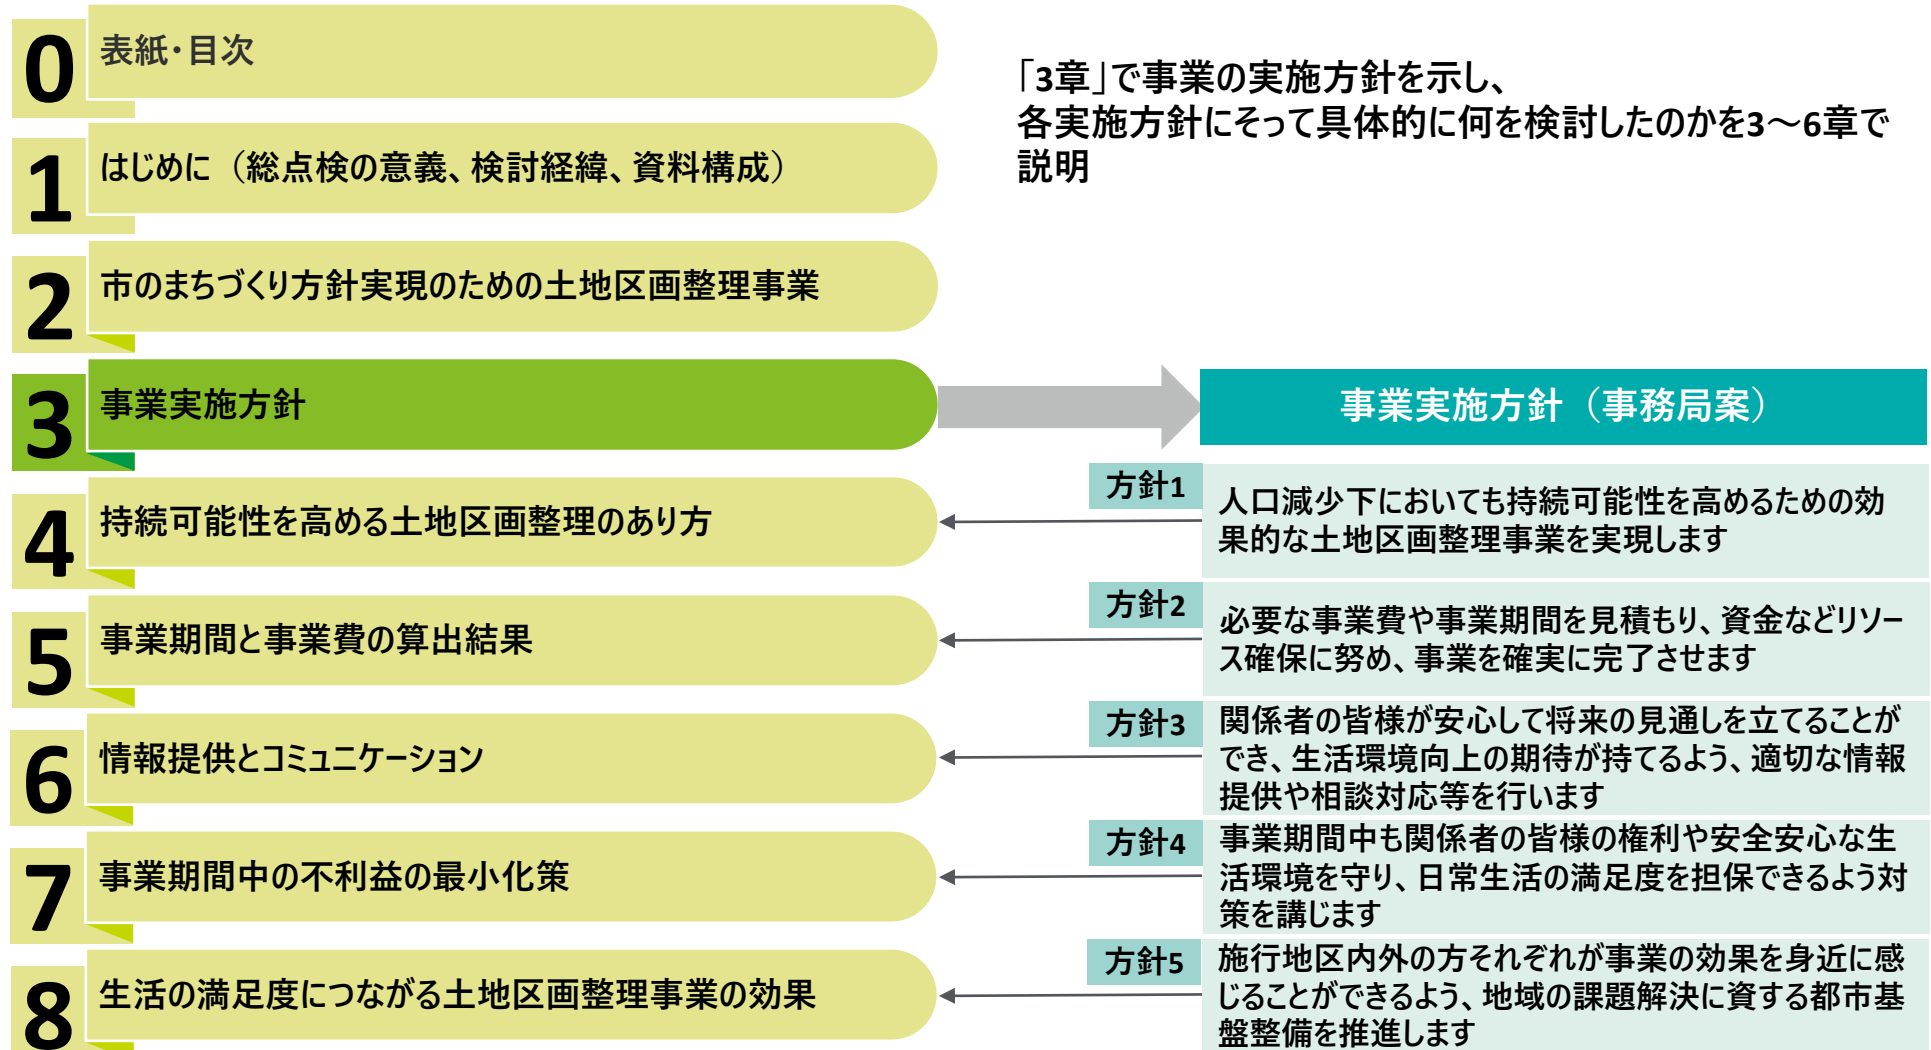 0
表紙・目次
1
はじめに（総点検の意義、検討経緯、資料構成）
2
市のまちづくり方針実現のための土地区画整理事業
3
事業実施方針
4
持続可能性を高める土地区画整理のあり方
5
事業期間と事業費の算出結果
6
情報提供とコミュニケーション
7
事業期間中の不利益の最小化策
8
生活の満足度につながる土地区画整理事業の効果
「3章」で事業の実施方針を示し、
各実施方針にそって具体的に何を検討したのかを3～6章で
説明
事業実施方針（事務局案）
方針1
人口減少下においても持続可能性を高めるための効
果的な土地区画整理事業を実現します
方針2
必要な事業費や事業期間を見積もり、資金などリソー
ス確保に努め、事業を確実に完了させます
方針3
関係者の皆様が安心して将来の見通しを立てることが
でき、生活環境向上の期待が持てるよう、適切な情報
提供や相談対応等を行います
方針4
事業期間中も関係者の皆様の権利や安全安心な生
活環境を守り、日常生活の満足度を担保できるよう対
策を講じます
方針5
施行地区内外の方それぞれが事業の効果を身近に感
じることができるよう、地域の課題解決に資する都市基
盤整備を推進します